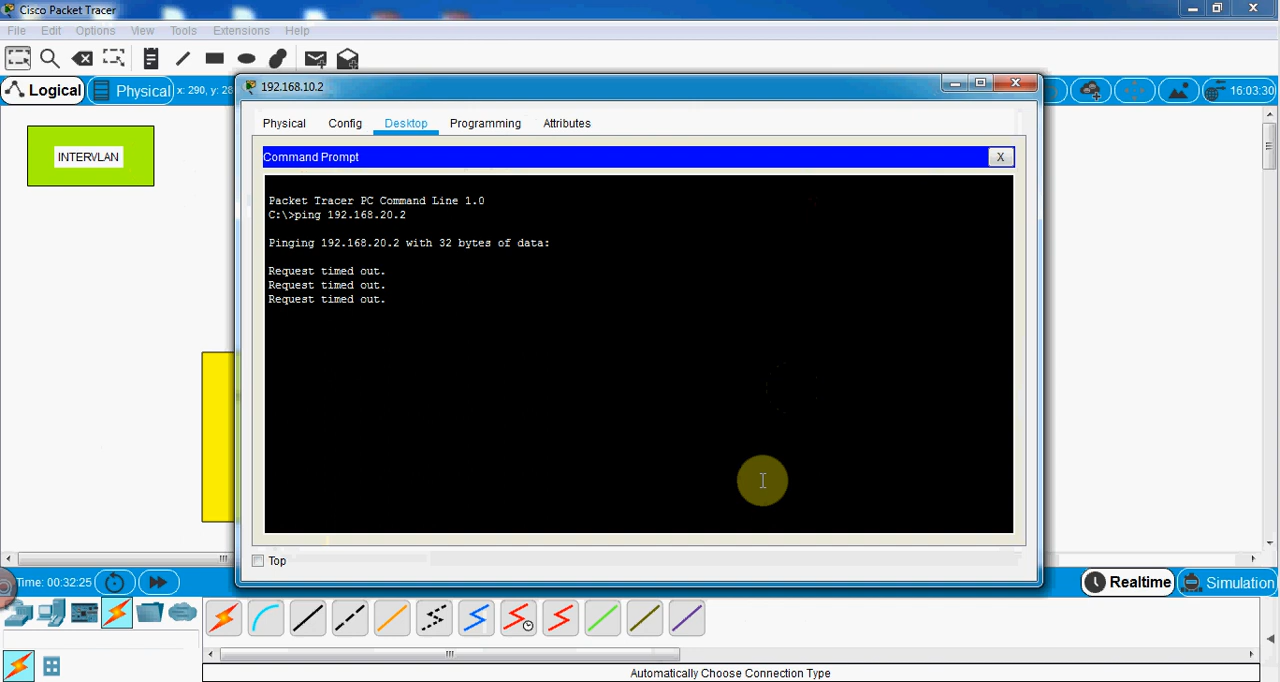 Cisco Packet Tracer
File Edit Options View Tools Extensions Help
Logical Physical x: 290, y: 28 16:03:30
192.168.10.2
Physical Config Desktop Programming Attributes
INTERVLAN
Command Prompt X
Packet Tracer PC Command Line 1.0
C:\>ping 192.168.20.2
Pinging 192.168.20.2 with 32 bytes of data:
Request timed out.
Request timed out.
Request timed out.
Top
Time: 00:32:25 Realtime Simulation
Automatically Choose Connection Type